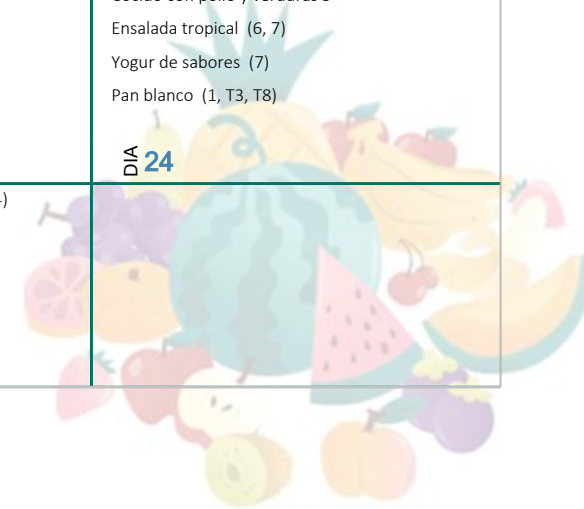 Ensalada tropical (6, 7)
Yogur de sabores (7)
Pan blanco (1, T3, T8)
DIA 24